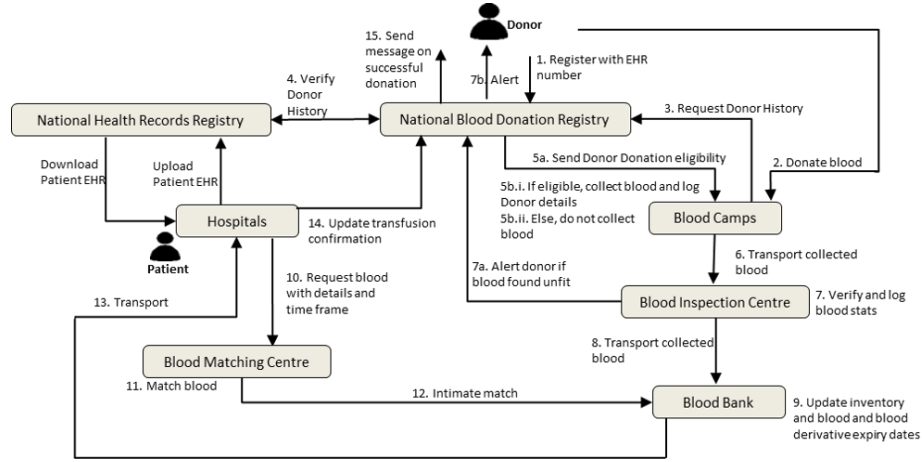 Donor
15. Send
message on
successful
donation
7b. Alert
1. Register with EHR
number
4. Verify
Donor
History
National Health Records Registry
National Blood Donation Registry
3. Request Donor History
Download
Patient EHR
Upload
Patient EHR
5a. Send Donor Donation eligibility
2. Donate blood
5b.i. If eligible, collect blood and log
Donor details
5b.ii. Else, do not collect
blood
Hospitals
14. Update transfusion
confirmation
Blood Camps
Patient
6. Transport collected
blood
10. Request blood
with details and
time frame
7a. Alert donor if
blood found unfit
13. Transport
Blood Inspection Centre
7. Verify and log
blood stats
8. Transport collected
blood
Blood Matching Centre
11. Match blood
12. Intimate match
Blood Bank
9. Update inventory
and blood and blood
derivative expiry dates